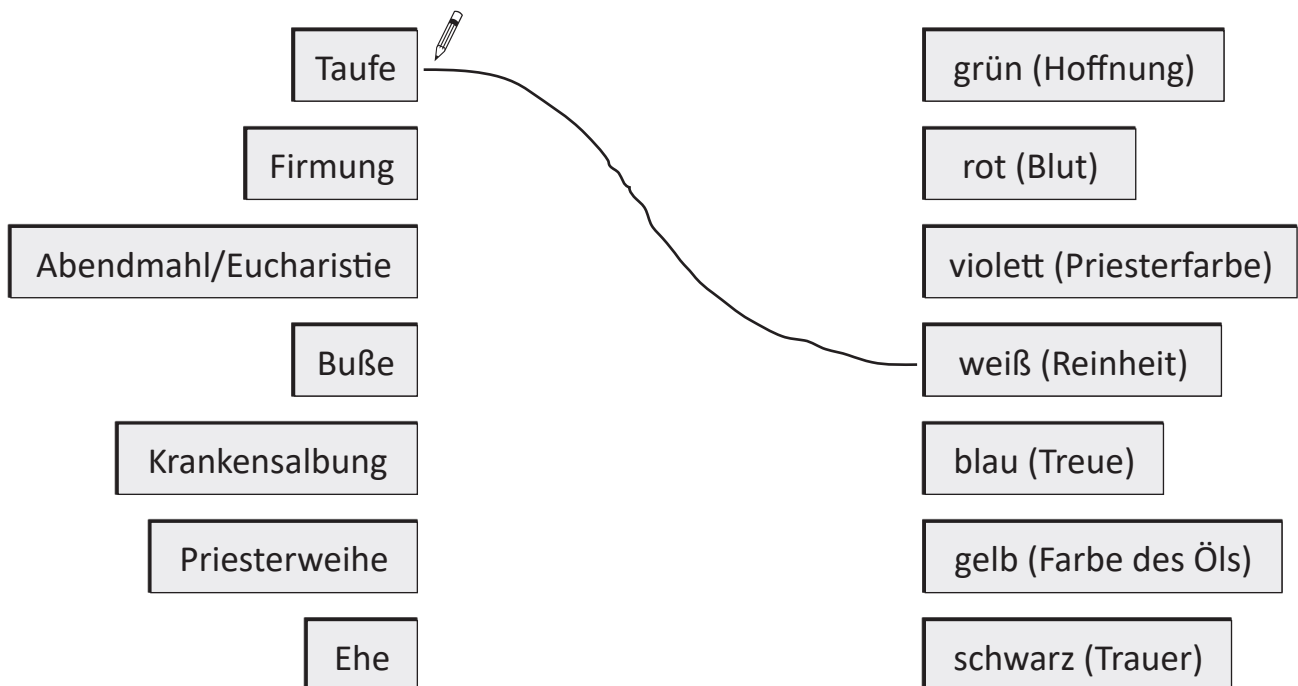 Taufe
grün (Hoffnung)
Firmung
rot (Blut)
Abendmahl/Eucharistie
violett (Priesterfarbe)
Buße
weiß (Reinheit)
Krankensalbung
blau (Treue)
Priesterweihe
gelb (Farbe des Öls)
Ehe
schwarz (Trauer)